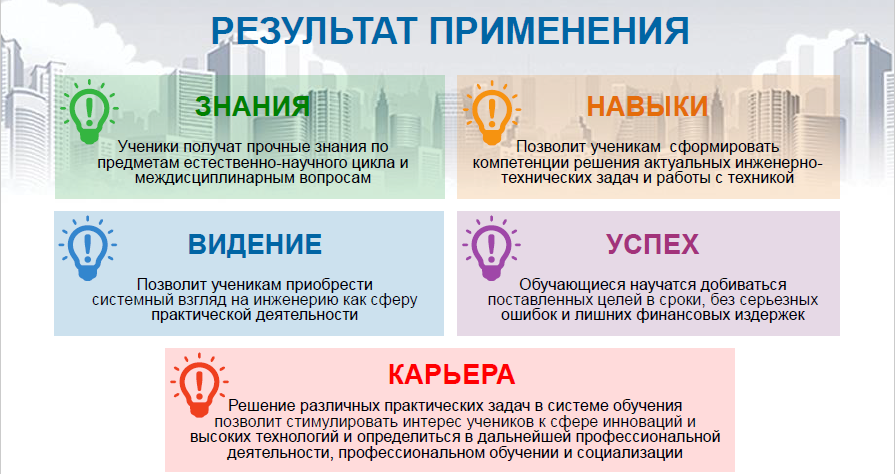 РЕЗУЛЬТАТ ПРИМЕНЕНИЯ
ЗНАНИЯ
Ученики получат прочные знания по
предметам естественно-научного цикла и
междисциплинарным вопросам
НАВЫКИ
Позволит ученикам сформировать
компетенции решения актуальных инженерно-
технических задач и работы с техникой
ВИДЕНИЕ
Позволит ученикам приобрести
системный взгляд на инженерию как сферу
практической деятельности
УСПЕХ
Обучающиеся научатся добиваться
поставленных целей в сроки, без серьезных
ошибок и лишних финансовых издержек
КАРЬЕРА
Решение различных практических задач в системе обучения
позволит стимулировать интерес учеников к сфере инноваций и
высоких технологий и определиться в дальнейшей профессиональной
деятельности, профессиональном обучении и социализации